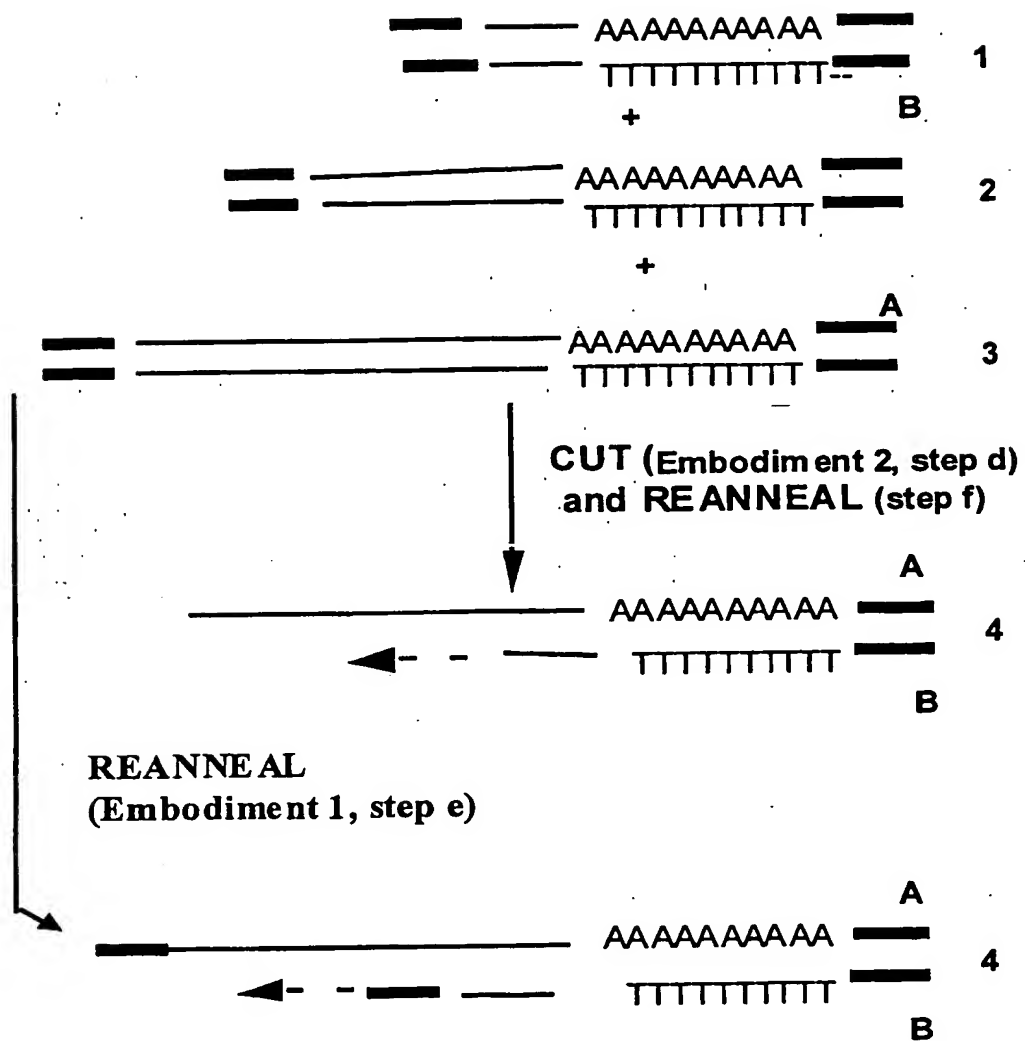 AAAAAAAAAA
1
TTTTTTTTTTT--
B
+
AAAAAAAAAA
2
TTTTTTTTTTT
+
A
AAAAAAAAAA
3
TTTTTTTTTTT
CUT (Embodiment 2, step d)
and REANNEAL (step f)
A
AAAAAAAAAA
4
TTTTTTTTTT
B
REANNEAL
(Embodiment 1, step e)
A
AAAAAAAAAA
4
TTTTTTTTTT
B